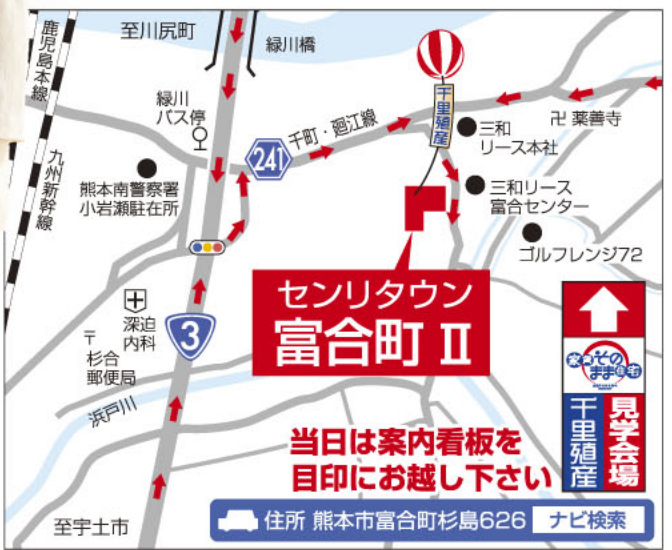 鹿児島本線
至川尻町
緑川橋
緑川
バス停
千里殖産
千町・廻江線
241
三和
リース本社
卍 薬善寺
九州新幹線
熊本南警察署
小岩瀬駐在所
三和リース
富合センター
ゴルフレンジ72
センリタウン
富合町 Ⅱ
深迫
内科
3
〒
杉合
郵便局
浜戸川
家具そのまま住宅
千里殖産
見学会場
当日は案内看板を
目印にお越し下さい
至宇土市
住所 熊本市富合町杉島626
ナビ検索